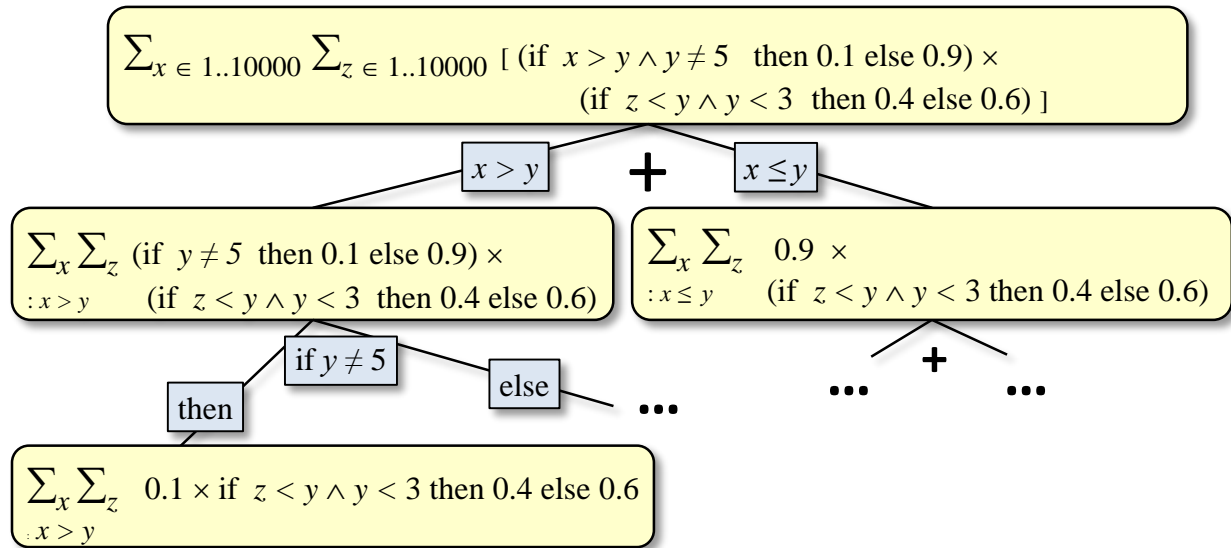 ∑x ∈ 1..10000 ∑z ∈ 1..10000 [ (if x > y ∧ y ≠ 5 then 0.1 else 0.9) ×
(if z < y ∧ y < 3 then 0.4 else 0.6) ]
x > y
+
x ≤ y
∑x ∑z (if y ≠ 5 then 0.1 else 0.9) ×
: x > y (if z < y ∧ y < 3 then 0.4 else 0.6)
∑x ∑z 0.9 ×
: x ≤ y (if z < y ∧ y < 3 then 0.4 else 0.6)
if y ≠ 5
then
else
...
+
... ...
∑x ∑z 0.1 × if z < y ∧ y < 3 then 0.4 else 0.6
: x > y